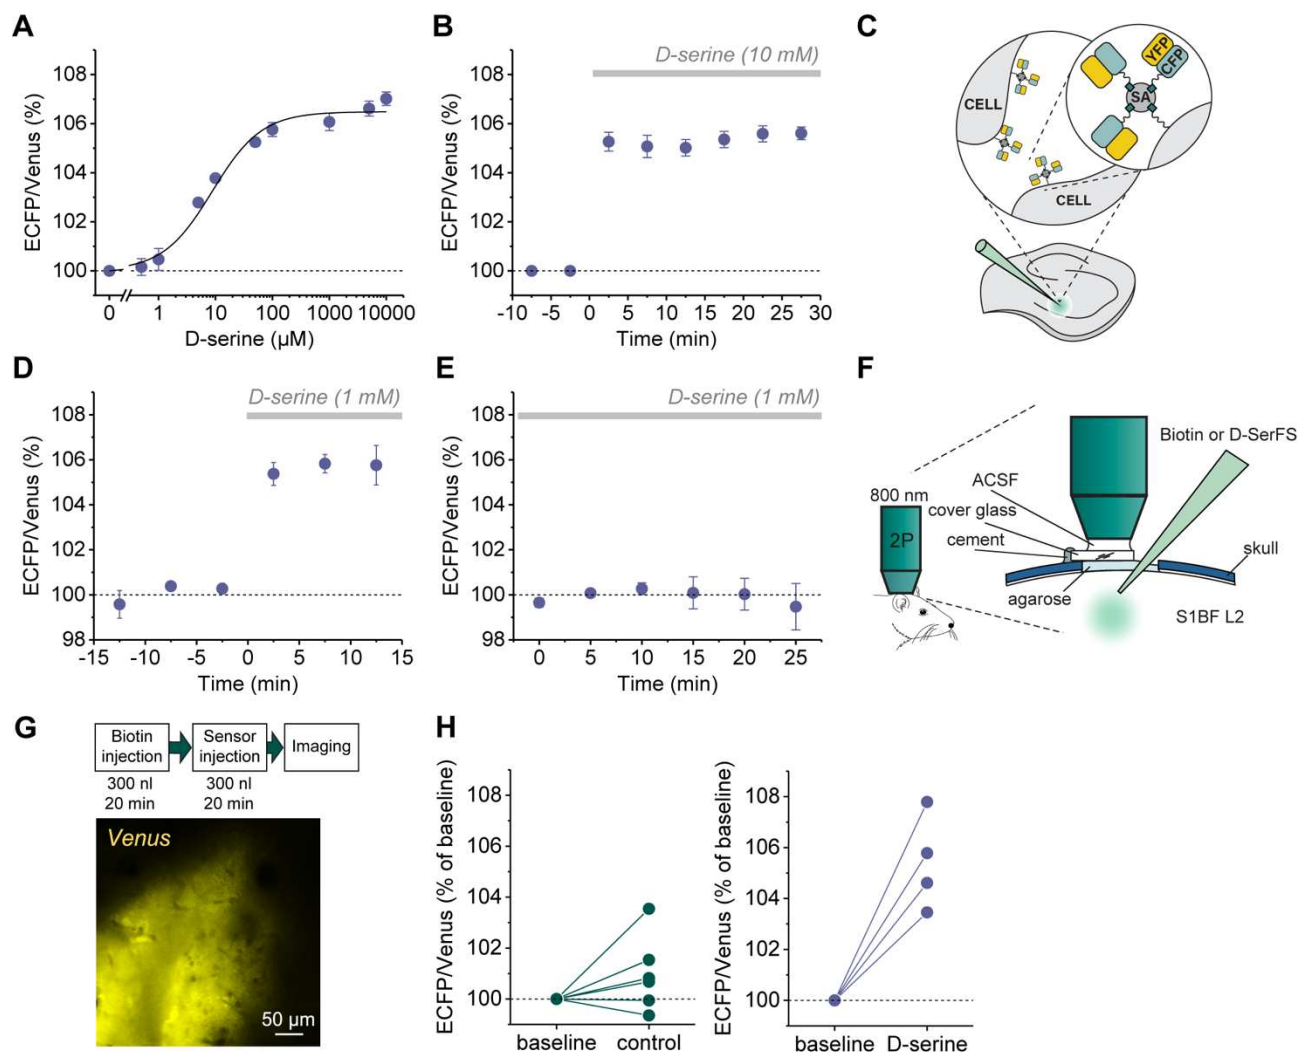 A
108
106
104
102
100
ECFP/Venus (%)
0 1 10 100 1000 10000
D-serine (µM)
B
D-serine (10 mM)
108
106
104
102
100
ECFP/Venus (%)
-10 -5 0 5 10 15 20 25 30
Time (min)
C
CELL
CELL
YFP
CFP
SA
D
D-serine (1 mM)
108
106
104
102
100
98
ECFP/Venus (%)
-15 -10 -5 0 5 10 15
Time (min)
E
D-serine (1 mM)
108
106
104
102
100
98
ECFP/Venus (%)
0 5 10 15 20 25
Time (min)
F
Biotin or D-SerFS
ACSF
800 nm
cover glass
2P
cement
skull
agarose
S1BF L2
G
Biotin
injection
Sensor
injection
Imaging
300 nl
20 min
300 nl
20 min
Venus
50 µm
H
108
106
104
102
100
ECFP/Venus (% of baseline)
baseline control
108
106
104
102
100
ECFP/Venus (% of baseline)
baseline D-serine